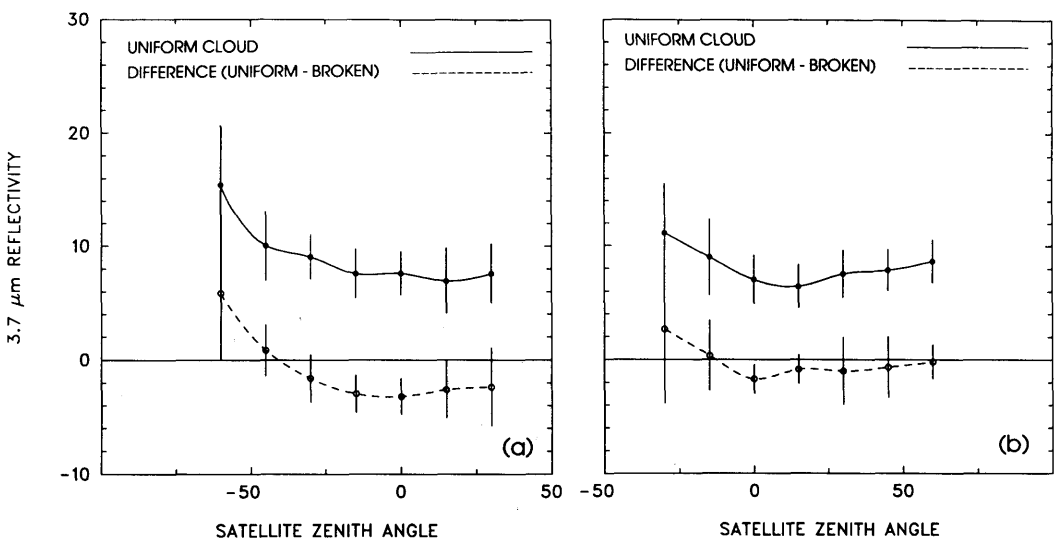 30
20
10
0
-10
3.7 μm REFLECTIVITY
UNIFORM CLOUD
DIFFERENCE (UNIFORM - BROKEN)
(a)
-50
0
50
SATELLITE ZENITH ANGLE
UNIFORM CLOUD
DIFFERENCE (UNIFORM - BROKEN)
(b)
-50
0
50
SATELLITE ZENITH ANGLE